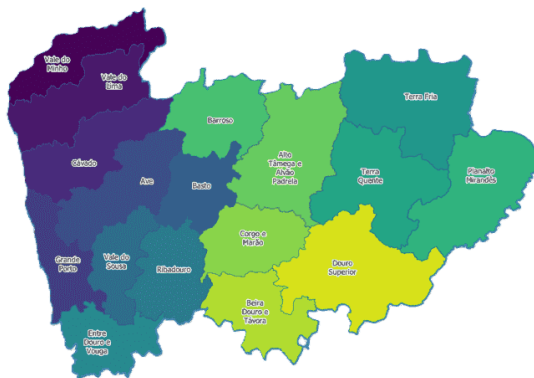 Vale do
Minho
Vale do
Lima
Terra Fria
Barroso
Cávado
Alto
Tâmega e
Alvão
Padrela
Terra
Quente
Planalto
Mirandês
Ave
Basto
Corgo e
Marão
Grande
Porto
Vale do
Sousa
Ribadouro
Douro
Superior
Beira
Douro e
Távora
Entre
Douro e
Vouga